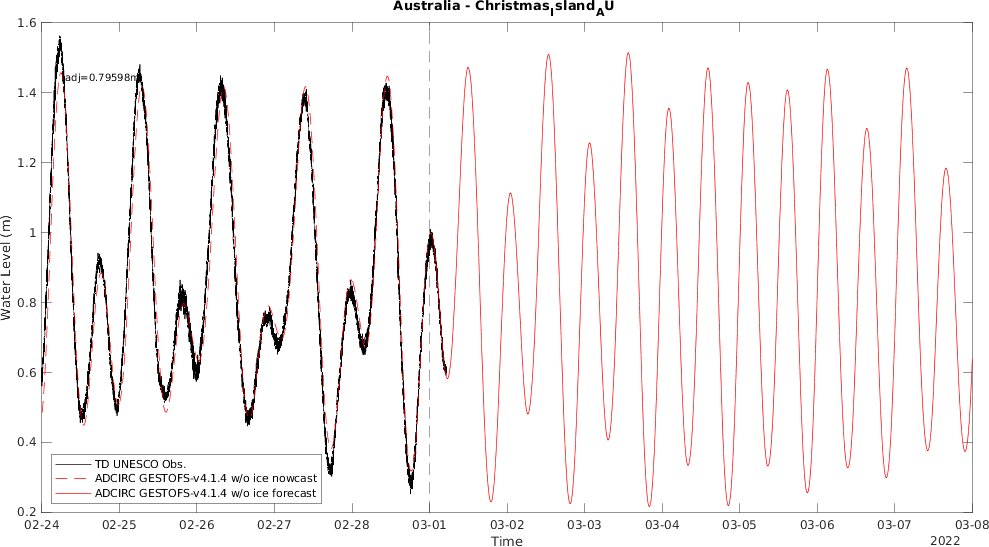 Australia - Christmas_Island_AU
1.6
1.4
1.2
1
0.8
0.6
0.4
0.2
Water Level (m)
adj=0.79598m
TD UNESCO Obs.
ADCIRC GESTOFS-v4.1.4 w/o ice nowcast
ADCIRC GESTOFS-v4.1.4 w/o ice forecast
02-24 02-25 02-26 02-27 02-28 03-01 03-02 03-03 03-04 03-05 03-06 03-07 03-08
Time
2022